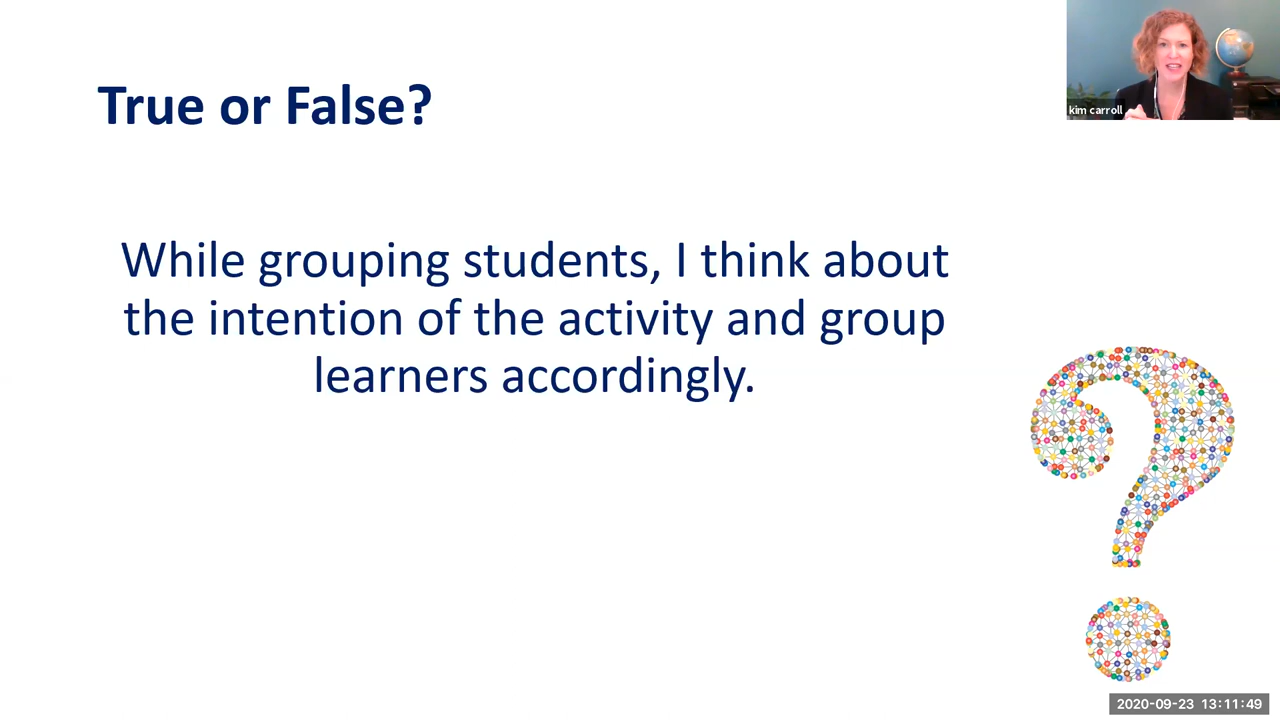 True or False?
kim carroll
While grouping students, I think about
the intention of the activity and group
learners accordingly.
2020-09-23 13:11:49